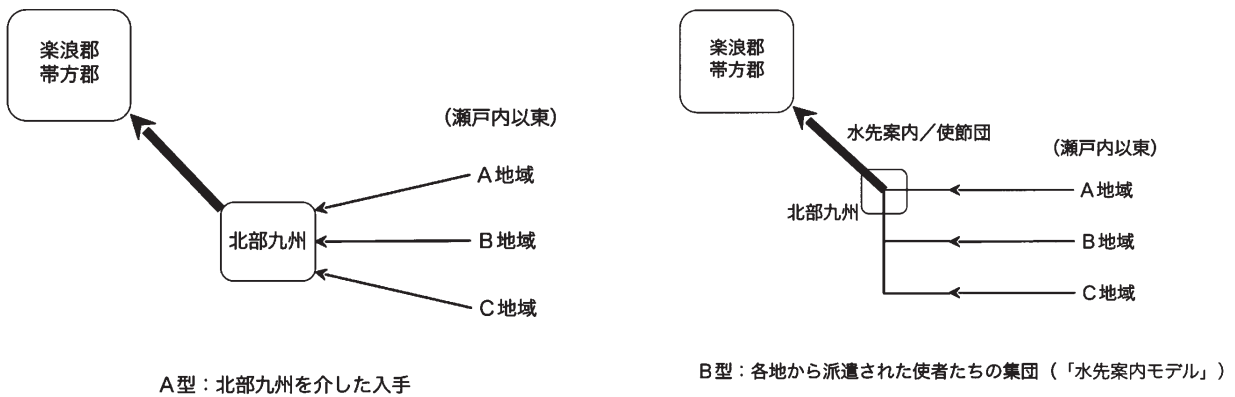 楽浪郡
帯方郡
(瀬戸内以東)
A地域
北部九州
B地域
C地域
A型：北部九州を介した入手
楽浪郡
帯方郡
水先案内／使節団
(瀬戸内以東)
A地域
北部九州
B地域
C地域
B型：各地から派遣された使者たちの集団（「水先案内モデル」）